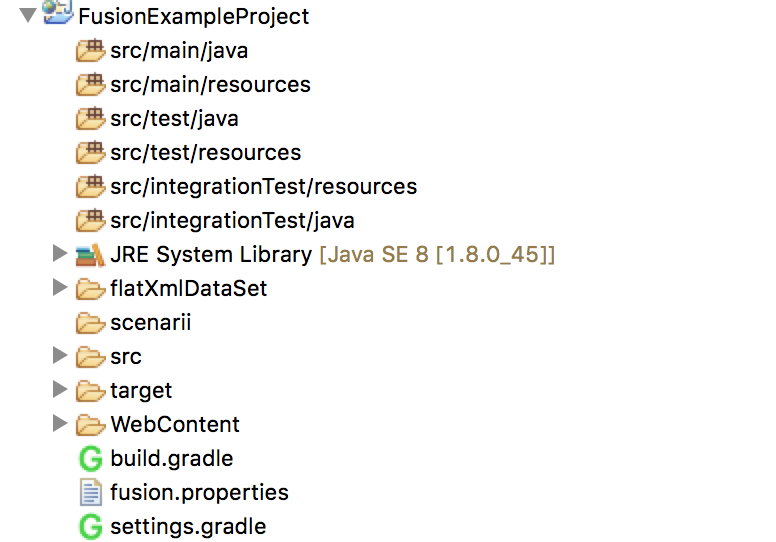 FusionExampleProject
src/main/java
src/main/resources
src/test/java
src/test/resources
src/integrationTest/resources
src/integrationTest/java
JRE System Library [Java SE 8 [1.8.0_45]]
flatXmlDataSet
scenarii
src
target
WebContent
G build.gradle
fusion.properties
G settings.gradle